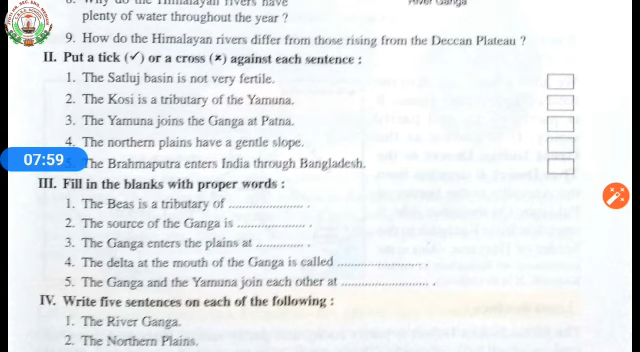 8. Why do the Himalayan rivers have
River Ganga
plenty of water throughout the year ?
9. How do the Himalayan rivers differ from those rising from the Deccan Plateau ?
II. Put a tick (✓) or a cross (×) against each sentence :
1. The Satluj basin is not very fertile.
2. The Kosi is a tributary of the Yamuna.
3. The Yamuna joins the Ganga at Patna.
4. The northern plains have a gentle slope.
07:59
The Brahmaputra enters India through Bangladesh.
III. Fill in the blanks with proper words :
1. The Beas is a tributary of ...................... .
2. The source of the Ganga is ...................... .
3. The Ganga enters the plains at .............. .
4. The delta at the mouth of the Ganga is called .......................... .
5. The Ganga and the Yamuna join each other at .......................... .
IV. Write five sentences on each of the following :
1. The River Ganga.
2. The Northern Plains.